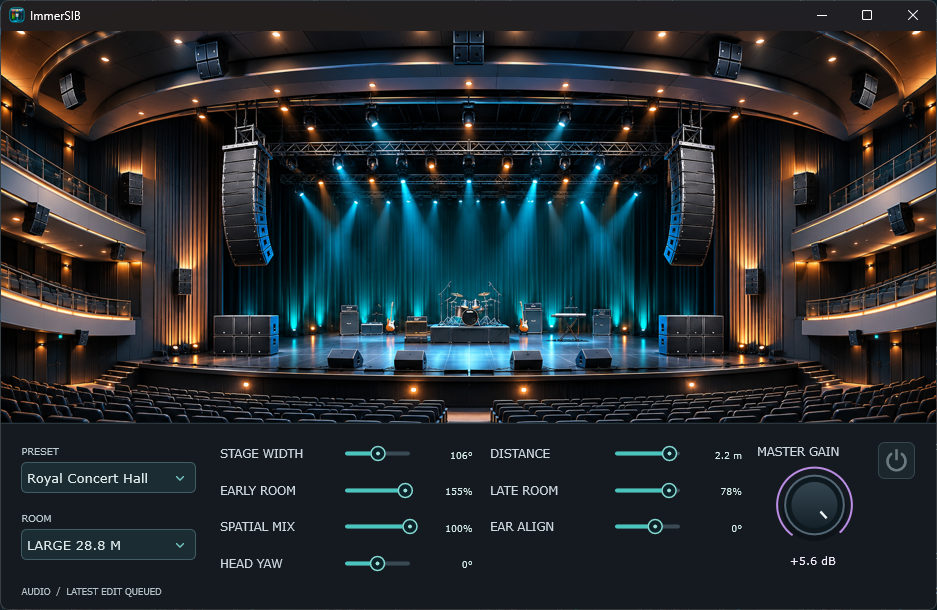 ImmerSIB
PRESET
Royal Concert Hall
ROOM
LARGE 28.8 M
AUDIO / LATEST EDIT QUEUED
STAGE WIDTH 106°
EARLY ROOM 155%
SPATIAL MIX 100%
HEAD YAW 0°
DISTANCE 2.2 m
LATE ROOM 78%
EAR ALIGN 0°
MASTER GAIN
+5.6 dB